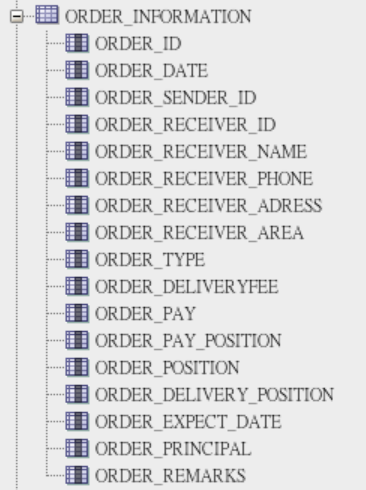 ORDER_INFORMATION
ORDER_ID
ORDER_DATE
ORDER_SENDER_ID
ORDER_RECEIVER_ID
ORDER_RECEIVER_NAME
ORDER_RECEIVER_PHONE
ORDER_RECEIVER_ADRESS
ORDER_RECEIVER_AREA
ORDER_TYPE
ORDER_DELIVERYFEE
ORDER_PAY
ORDER_PAY_POSITION
ORDER_POSITION
ORDER_DELIVERY_POSITION
ORDER_EXPECT_DATE
ORDER_PRINCIPAL
ORDER_REMARKS